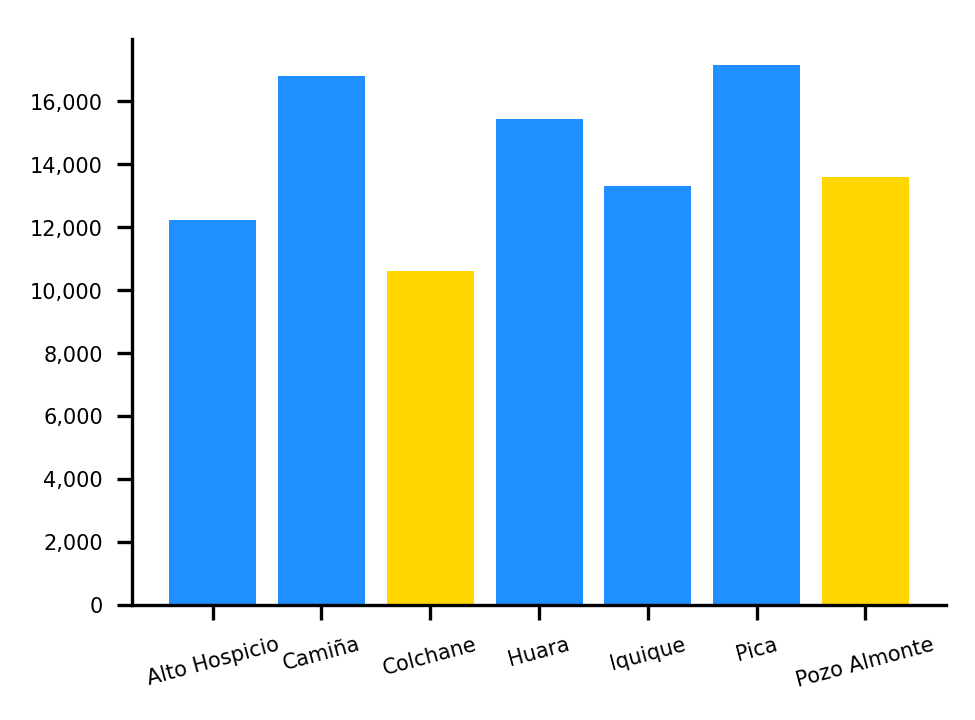 16,000
14,000
12,000
10,000
8,000
6,000
4,000
2,000
0
Alto Hospicio
Camiña
Colchane
Huara
Iquique
Pica
Pozo Almonte